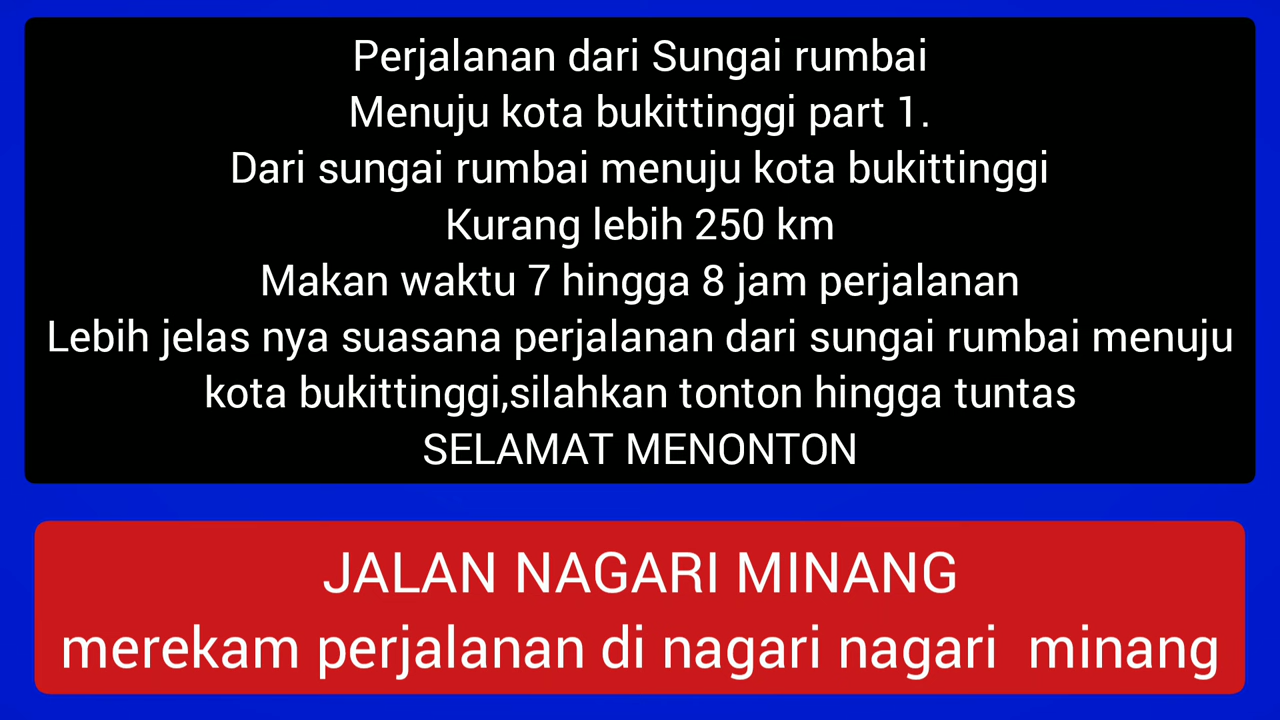 Perjalanan dari Sungai rumbai
Menuju kota bukittinggi part 1.
Dari sungai rumbai menuju kota bukittinggi
Kurang lebih 250 km
Makan waktu 7 hingga 8 jam perjalanan
Lebih jelas nya suasana perjalanan dari sungai rumbai menuju
kota bukittinggi,silahkan tonton hingga tuntas
SELAMAT MENONTON
JALAN NAGARI MINANG
merekam perjalanan di nagari nagari  minang